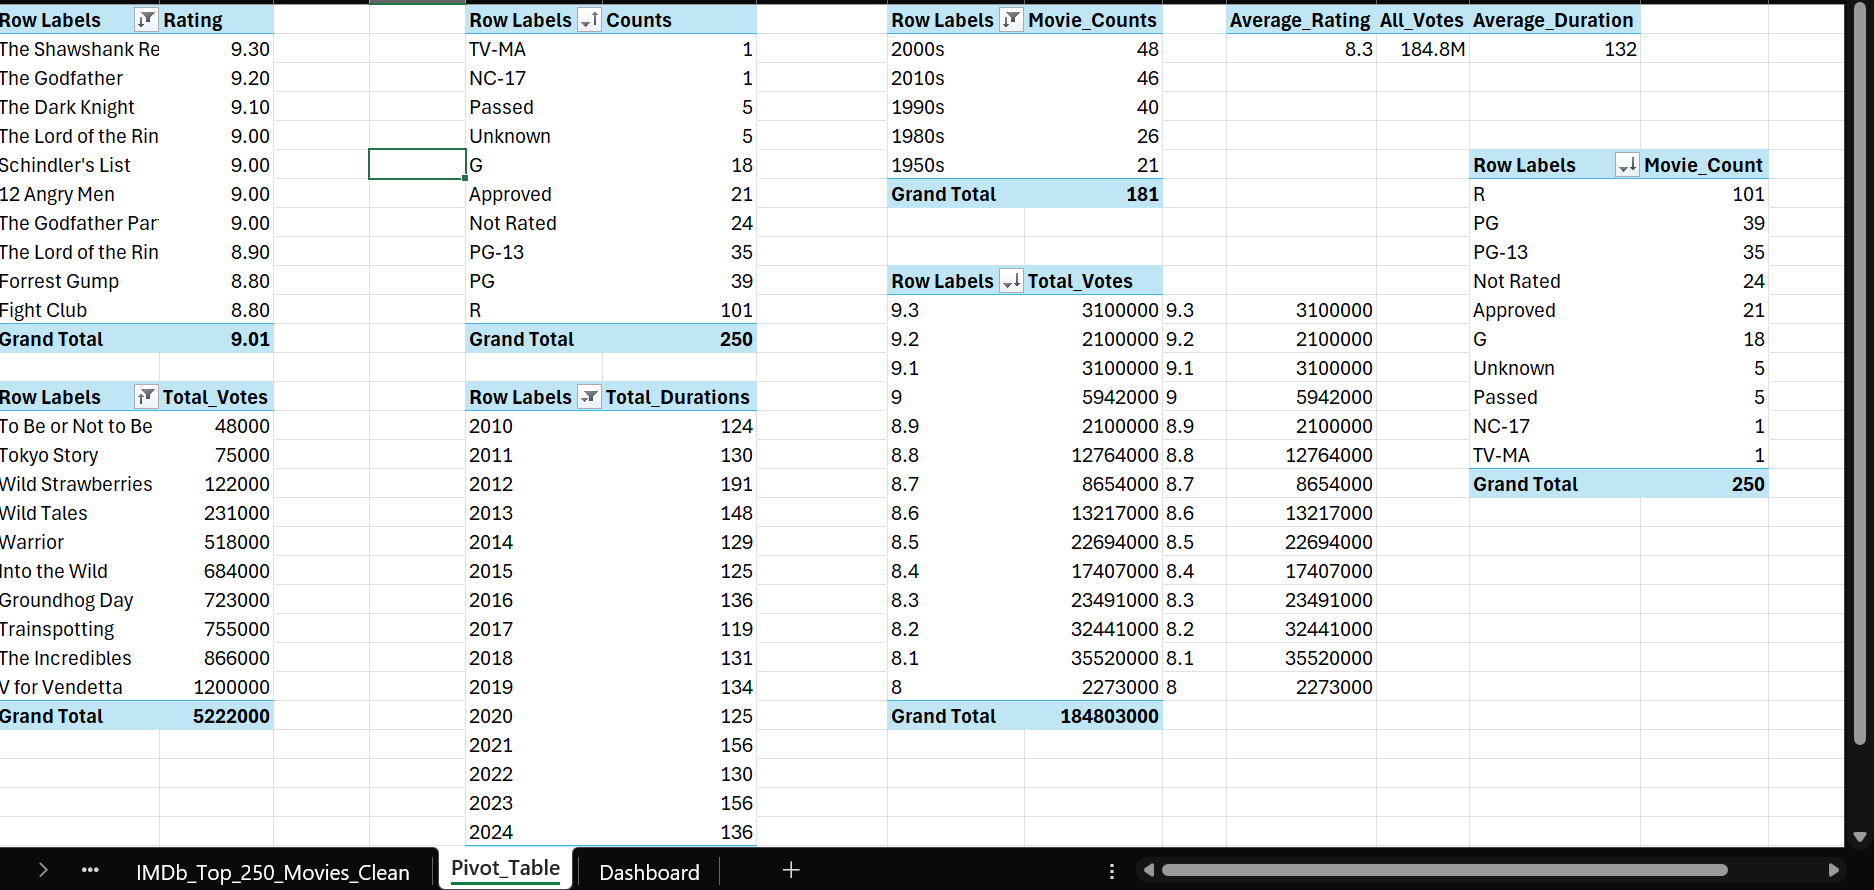 Row Labels Rating
The Shawshank Re 9.30
The Godfather 9.20
The Dark Knight 9.10
The Lord of the Rin 9.00
Schindler's List 9.00
12 Angry Men 9.00
The Godfather Par 9.00
The Lord of the Rin 8.90
Forrest Gump 8.80
Fight Club 8.80
Grand Total 9.01
Row Labels Total_Votes
To Be or Not to Be 48000
Tokyo Story 75000
Wild Strawberries 122000
Wild Tales 231000
Warrior 518000
Into the Wild 684000
Groundhog Day 723000
Trainspotting 755000
The Incredibles 866000
V for Vendetta 1200000
Grand Total 5222000
Row Labels Counts
TV-MA 1
NC-17 1
Passed 5
Unknown 5
G 18
Approved 21
Not Rated 24
PG-13 35
PG 39
R 101
Grand Total 250
Row Labels Total_Durations
2010 124
2011 130
2012 191
2013 148
2014 129
2015 125
2016 136
2017 119
2018 131
2019 134
2020 125
2021 156
2022 130
2023 156
2024 136
Row Labels Movie_Counts
2000s 48
2010s 46
1990s 40
1980s 26
1950s 21
Grand Total 181
Row Labels Total_Votes
9.3 3100000 9.3 3100000
9.2 2100000 9.2 2100000
9.1 3100000 9.1 3100000
9 5942000 9 5942000
8.9 2100000 8.9 2100000
8.8 12764000 8.8 12764000
8.7 8654000 8.7 8654000
8.6 13217000 8.6 13217000
8.5 22694000 8.5 22694000
8.4 17407000 8.4 17407000
8.3 23491000 8.3 23491000
8.2 32441000 8.2 32441000
8.1 35520000 8.1 35520000
8 2273000 8 2273000
Grand Total 184803000
Average_Rating All_Votes Average_Duration
8.3 184.8M 132
Row Labels Movie_Count
R 101
PG 39
PG-13 35
Not Rated 24
Approved 21
G 18
Unknown 5
Passed 5
NC-17 1
TV-MA 1
Grand Total 250
IMDb_Top_250_Movies_Clean Pivot_Table Dashboard